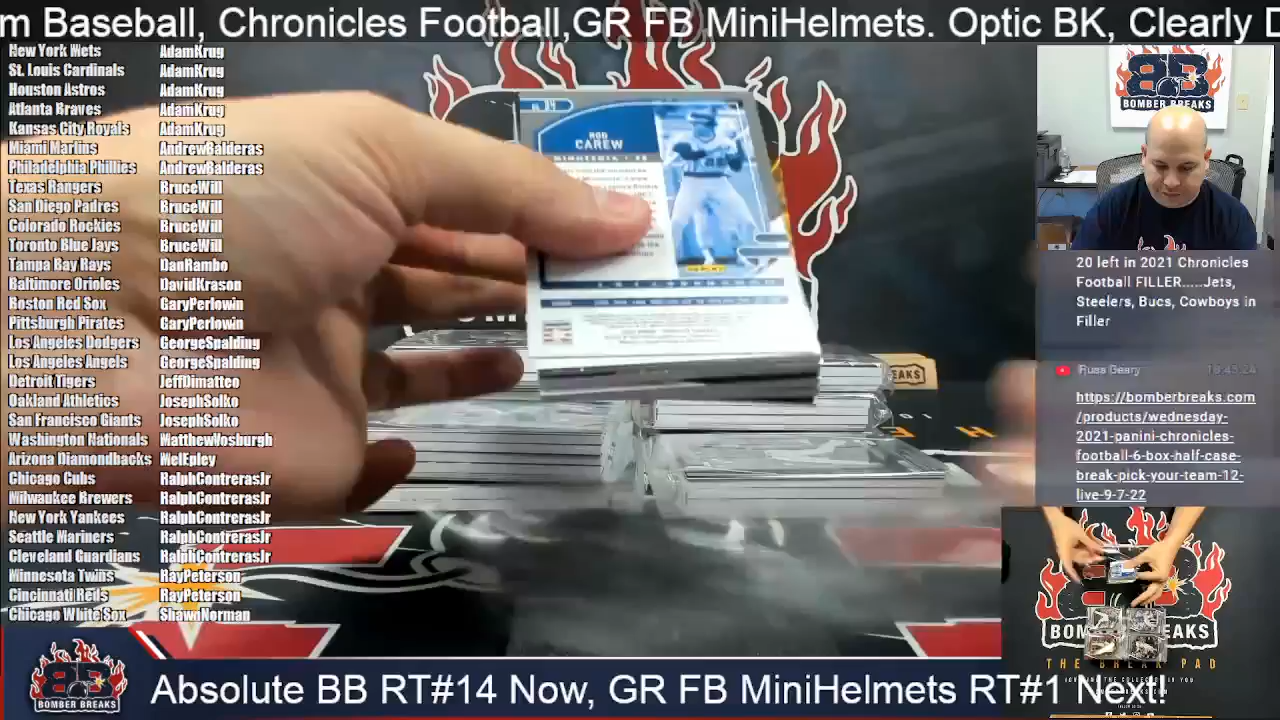 m Baseball, Chronicles Football,GR FB MiniHelmets. Optic BK, Clearly D
New York Mets AdamKrug
St. Louis Cardinals AdamKrug
Houston Astros AdamKrug
Atlanta Braves AdamKrug
Kansas City Royals AdamKrug
Miami Marlins AndrewBalderas
Philadelphia Phillies AndrewBalderas
Texas Rangers BruceWill
San Diego Padres BruceWill
Colorado Rockies BruceWill
Toronto Blue Jays BruceWill
Tampa Bay Rays DanRambo
Baltimore Orioles DavidKrason
Boston Red Sox GaryPerlowin
Pittsburgh Pirates GaryPerlowin
Los Angeles Dodgers GeorgeSpalding
Los Angeles Angels GeorgeSpalding
Detroit Tigers JeffDimatteo
Oakland Athletics JosephSolko
San Francisco Giants JosephSolko
Washington Nationals MatthewVosburgh
Arizona Diamondbacks MelEpley
Chicago Cubs RalphContrerasJr
Milwaukee Brewers RalphContrerasJr
New York Yankees RalphContrerasJr
Seattle Mariners RalphContrerasJr
Cleveland Guardians RalphContrerasJr
Minnesota Twins RayPeterson
Cincinnati Reds RayPeterson
Chicago White Sox ShawnNorman
ROD
CAREW
BREAKS
BB
BOMBER BREAKS
20 left in 2021 Chronicles
Football FILLER.....Jets,
Steelers, Bucs, Cowboys in
Filler
Russ Geary 18:45:24
https://bomberbreaks.com
/products/wednesday-
2021-panini-chronicles-
football-6-box-half-case-
break-pick-your-team-12-
live-9-7-22
THE BREAK PAD
BB
BOMBER BREAKS
Absolute BB RT#14 Now, GR FB MiniHelmets RT#1 Next!